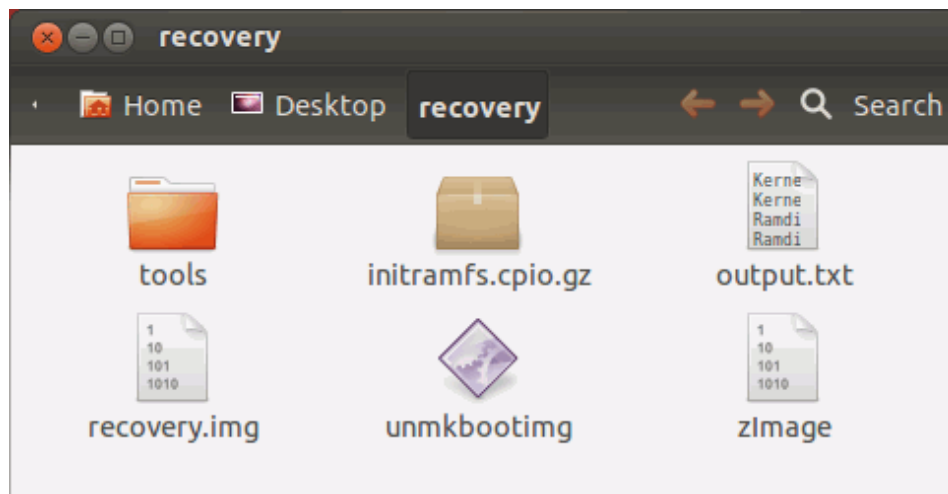 recovery
Home Desktop recovery Search
Kerne
Kerne
Ramdi
Ramdi
tools initramfs.cpio.gz output.txt
1 1
10 10
101 101
1010 1010
recovery.img unmkbootimg zImage